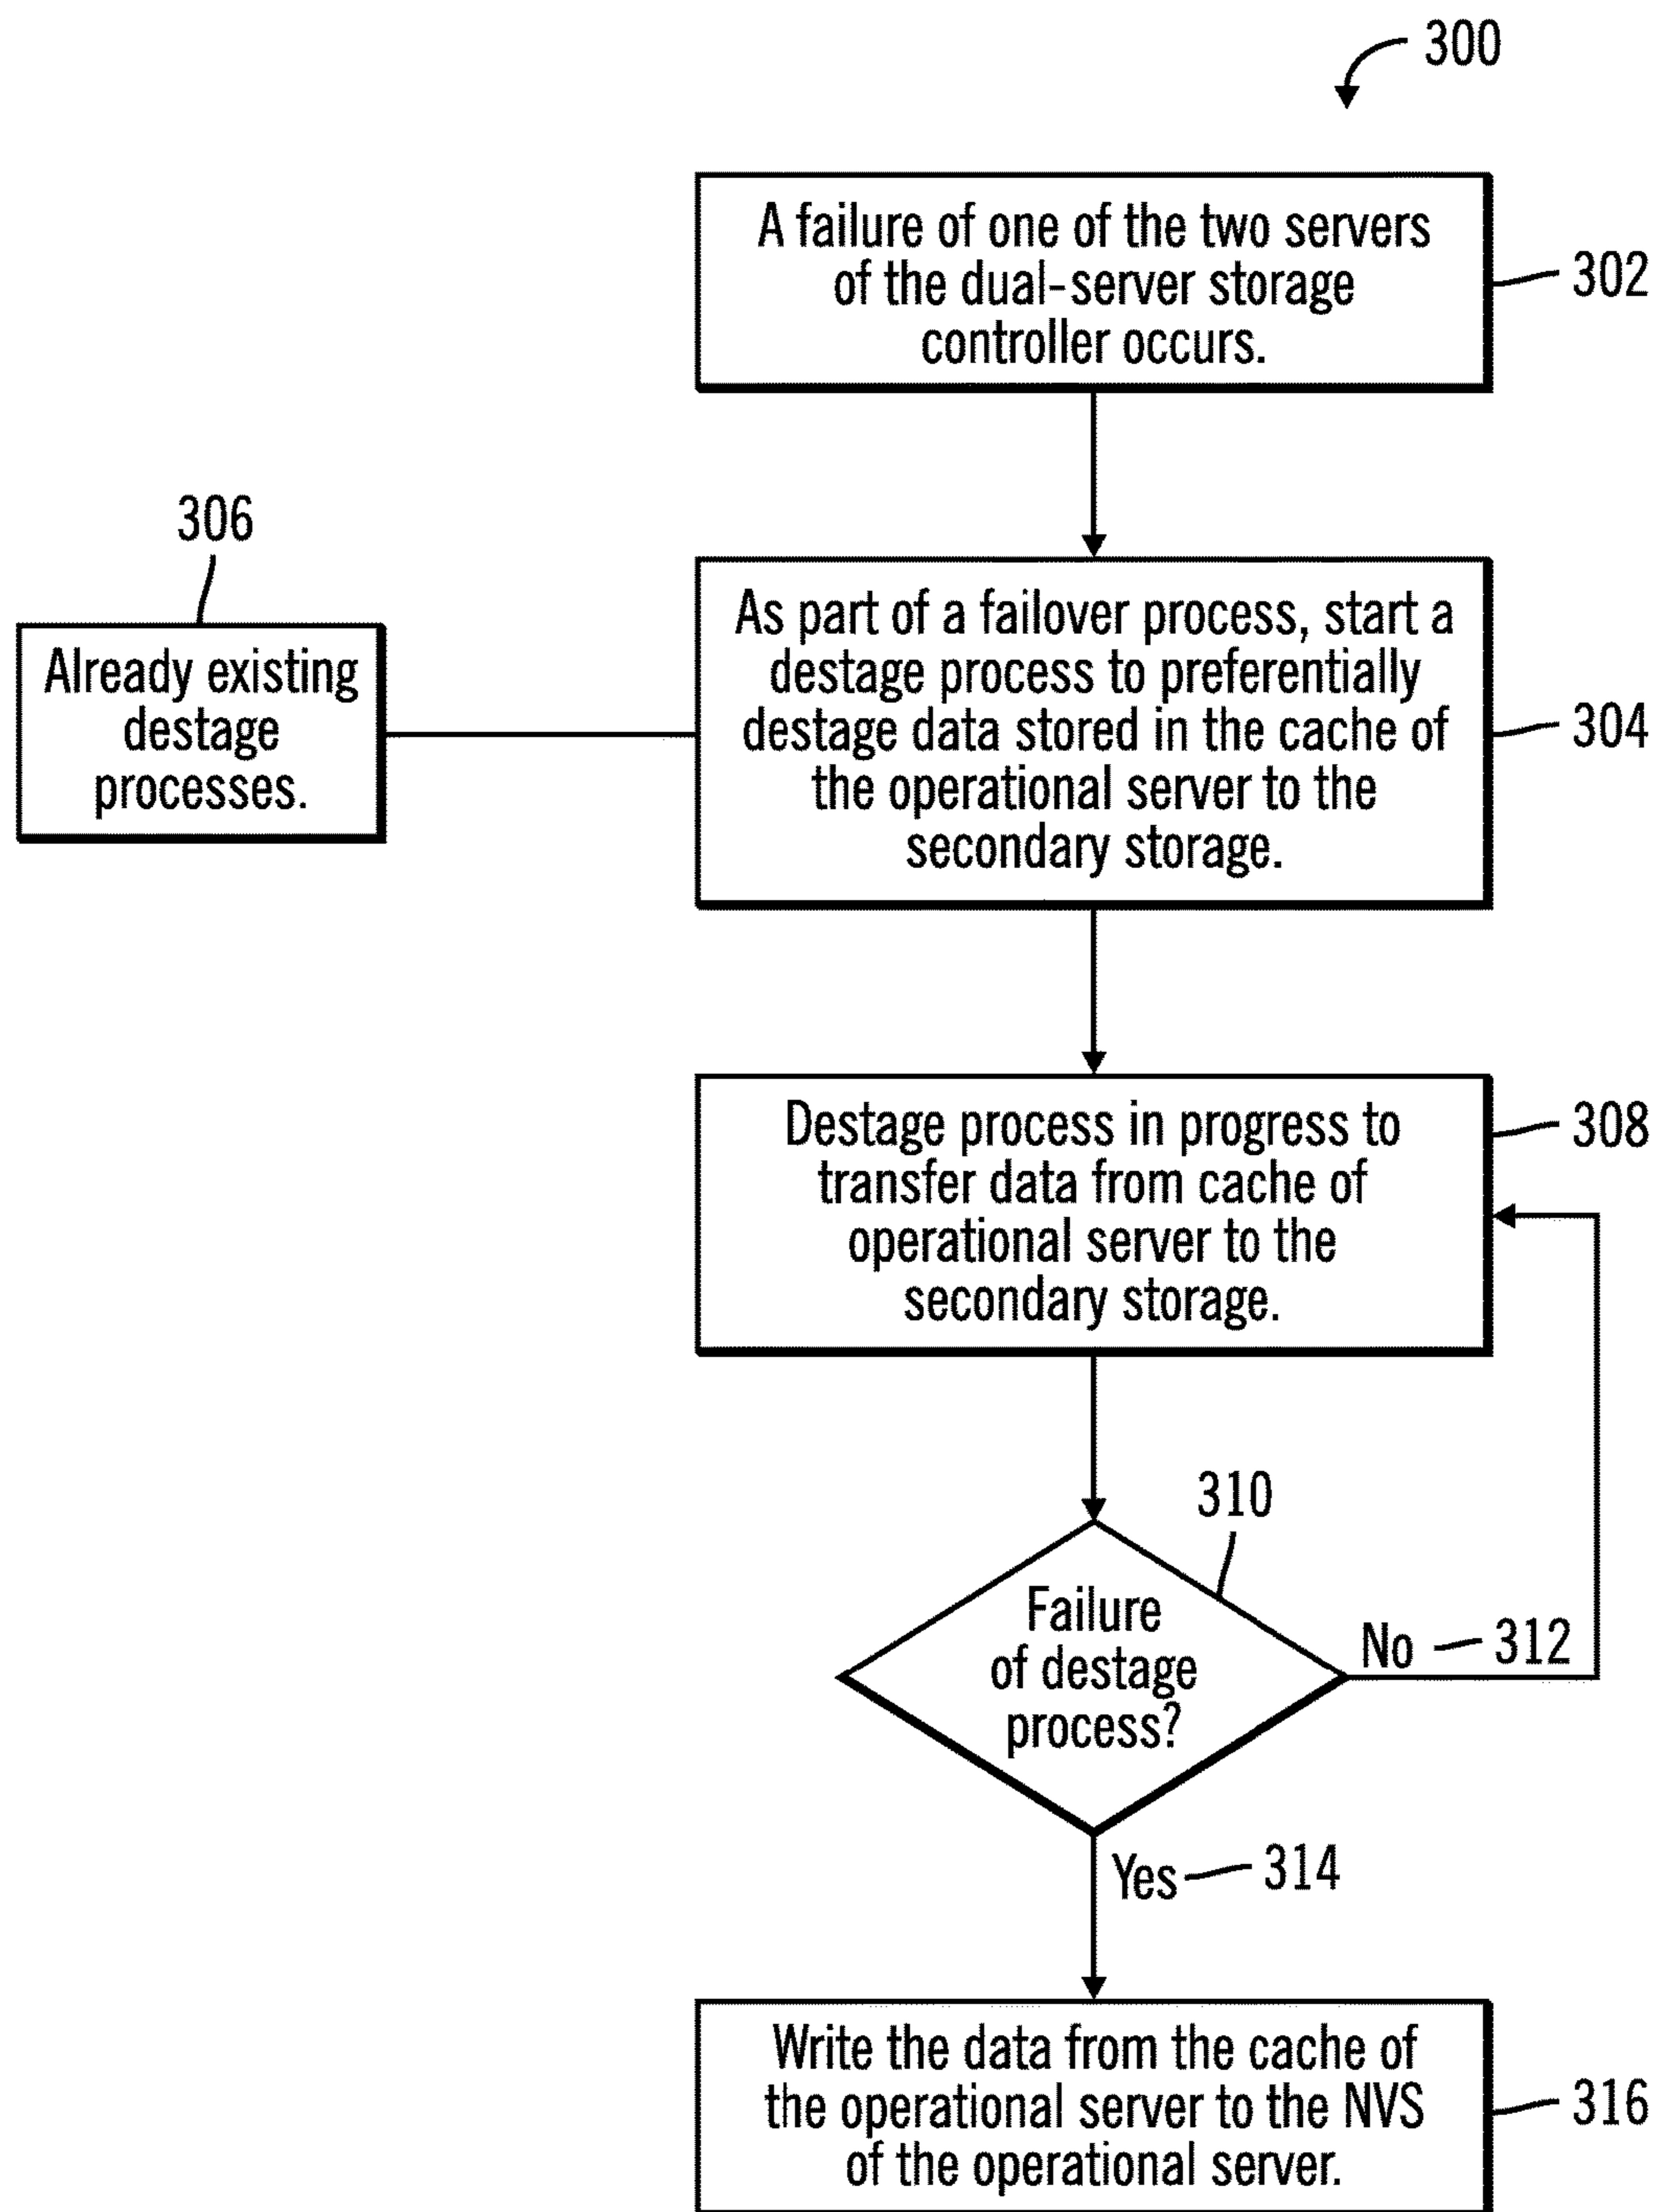 300
A failure of one of the two servers
of the dual-server storage
controller occurs.
302
306
Already existing
destage
processes.
As part of a failover process, start a
destage process to preferentially
destage data stored in the cache of
the operational server to the
secondary storage.
304
Destage process in progress to
transfer data from cache of
operational server to the
secondary storage.
308
310
Failure
of destage
process?
No
312
Yes
314
Write the data from the cache of
the operational server to the NVS
of the operational server.
316